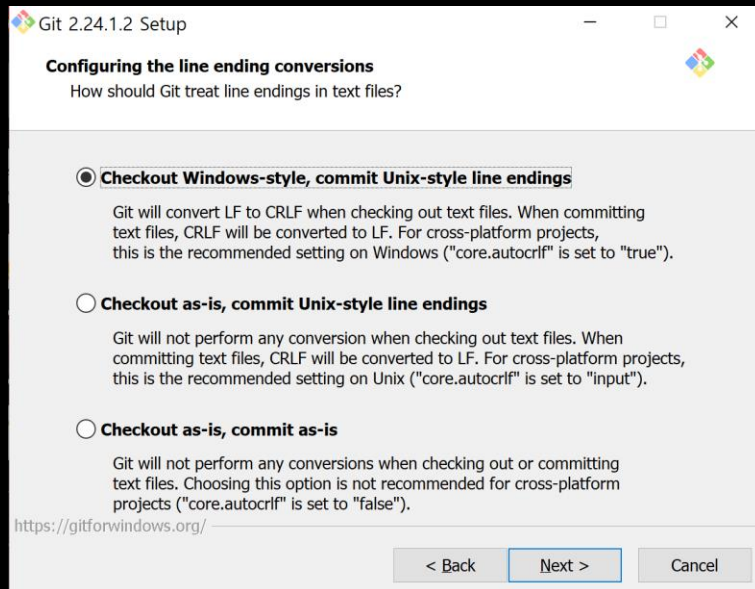 Git 2.24.1.2 Setup
Configuring the line ending conversions
How should Git treat line endings in text files?
Checkout Windows-style, commit Unix-style line endings
Git will convert LF to CRLF when checking out text files. When committing
text files, CRLF will be converted to LF. For cross-platform projects,
this is the recommended setting on Windows ("core.autocrlf" is set to "true").
Checkout as-is, commit Unix-style line endings
Git will not perform any conversion when checking out text files. When
committing text files, CRLF will be converted to LF. For cross-platform projects,
this is the recommended setting on Unix ("core.autocrlf" is set to "input").
Checkout as-is, commit as-is
Git will not perform any conversions when checking out or committing
text files. Choosing this option is not recommended for cross-platform
projects ("core.autocrlf" is set to "false").
https://gitforwindows.org/
< Back Next > Cancel